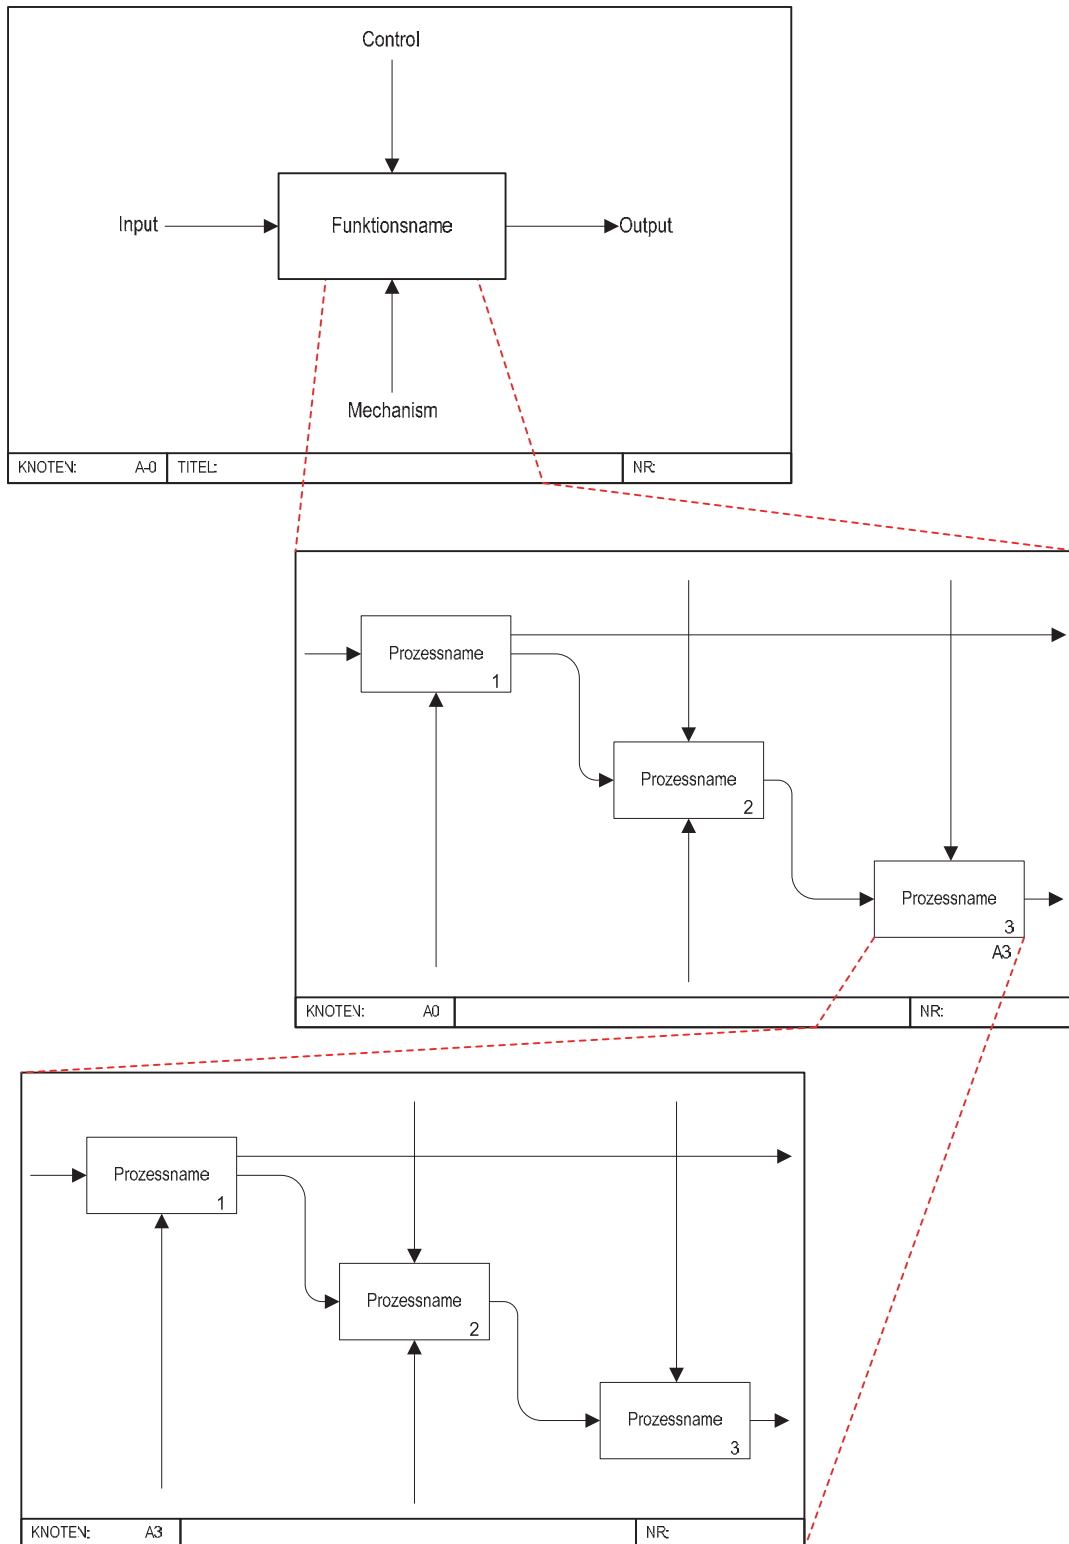 Control
Input
Funktionsname
Output
Mechanism
KNOTEN: A-0 TITEL: NR:
Prozessname
1
Prozessname
2
Prozessname
3
A3
KNOTEN: A0 NR:
Prozessname
1
Prozessname
2
Prozessname
3
KNOTEN: A3 NR: